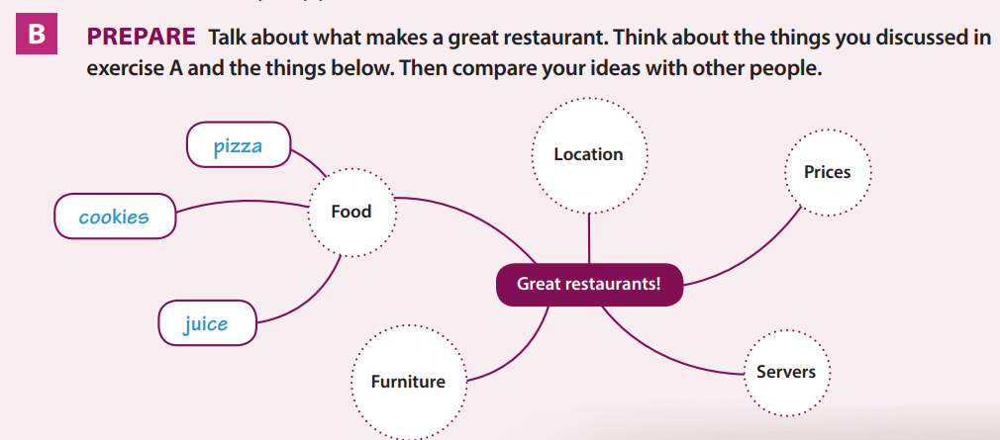 B
PREPARE Talk about what makes a great restaurant. Think about the things you discussed in
exercise A and the things below. Then compare your ideas with other people.
pizza
cookies
juice
Food
Location
Prices
Great restaurants!
Furniture
Servers